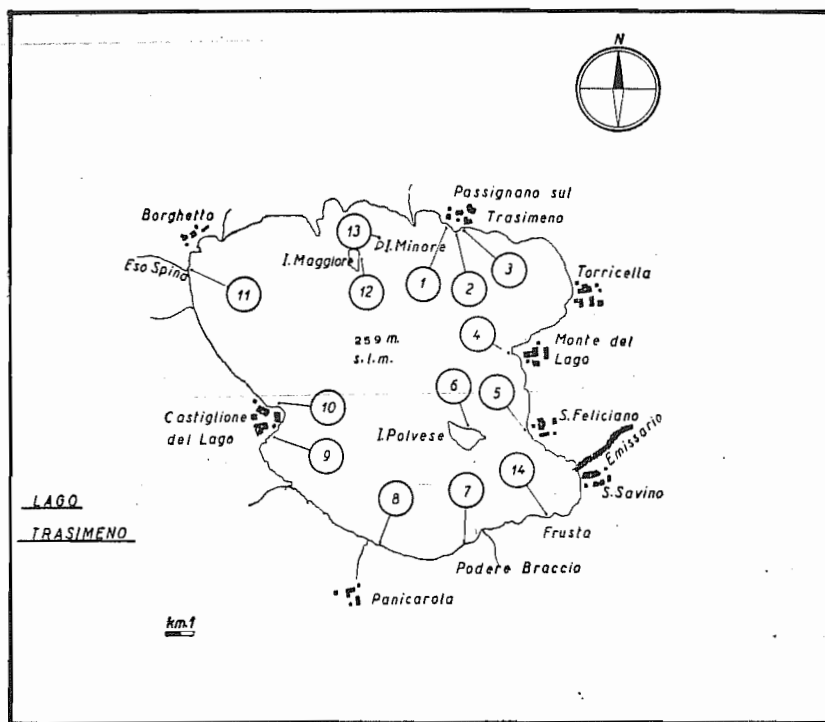 N
Passignano sul
Trasimeno
Borghetto
13
I. Minore
I. Maggiore
Eso Spina
11
12
1
2
3
Torricella
259 m.
s.l.m.
4
Monte del
Lago
6
5
10
Castiglione
del Lago
I. Polvese
S. Feliciano
Emissario
9
14
S. Savino
8
7
LAGO
TRASIMENO
Frusta
Podere Braccio
Panicarola
km.1